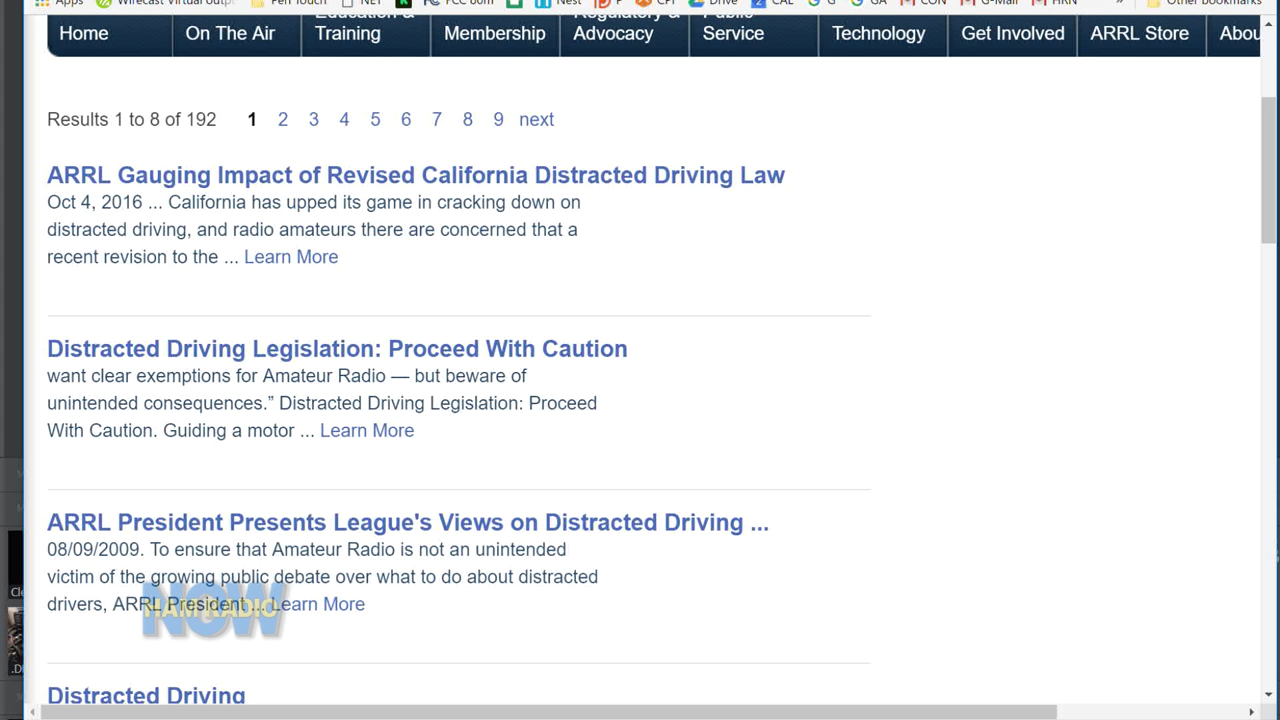 Apps
Wirecast Virtual outp
Pen Touch
NET
FCC
Nest
P
CPI
Drive
CAL
G
GA
CON
G-Mail
HRN
»
Other bookmarks
Home
On The Air
Education &
Training
Membership
Regulatory &
Advocacy
Public
Service
Technology
Get Involved
ARRL Store
Abou
Results 1 to 8 of 192 1 2 3 4 5 6 7 8 9 next
ARRL Gauging Impact of Revised California Distracted Driving Law
Oct 4, 2016 ... California has upped its game in cracking down on
distracted driving, and radio amateurs there are concerned that a
recent revision to the ... Learn More
Distracted Driving Legislation: Proceed With Caution
want clear exemptions for Amateur Radio — but beware of
unintended consequences.” Distracted Driving Legislation: Proceed
With Caution. Guiding a motor ... Learn More
ARRL President Presents League's Views on Distracted Driving ...
08/09/2009. To ensure that Amateur Radio is not an unintended
victim of the growing public debate over what to do about distracted
drivers, ARRL President ... Learn More
HAM RADIO
NOW
Distracted Driving